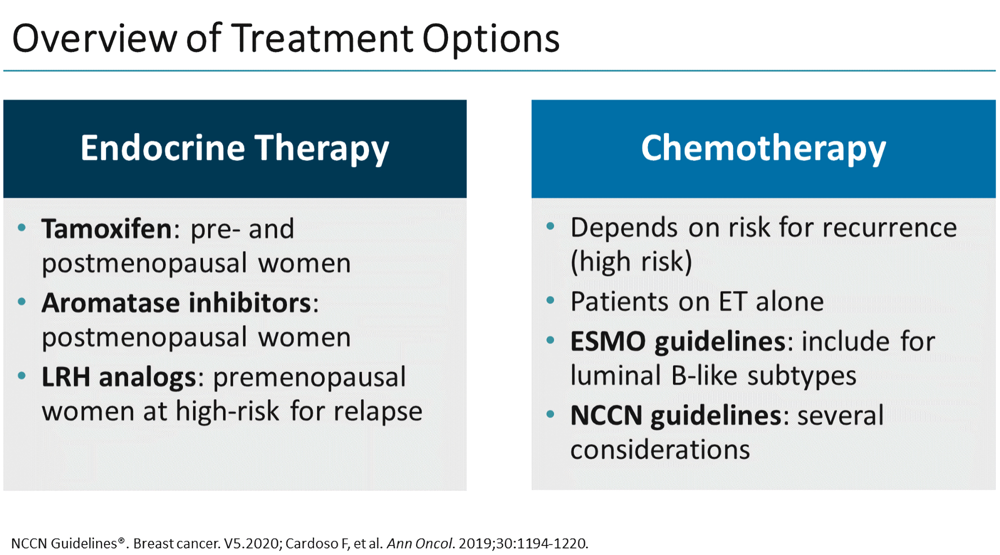 Overview of Treatment Options
Endocrine Therapy
• Tamoxifen: pre- and
postmenopausal women
• Aromatase inhibitors:
postmenopausal women
• LRH analogs: premenopausal
women at high-risk for relapse
Chemotherapy
• Depends on risk for recurrence
(high risk)
• Patients on ET alone
• ESMO guidelines: include for
luminal B-like subtypes
• NCCN guidelines: several
considerations
NCCN Guidelines®. Breast cancer. V5.2020; Cardoso F, et al. Ann Oncol. 2019;30:1194-1220.